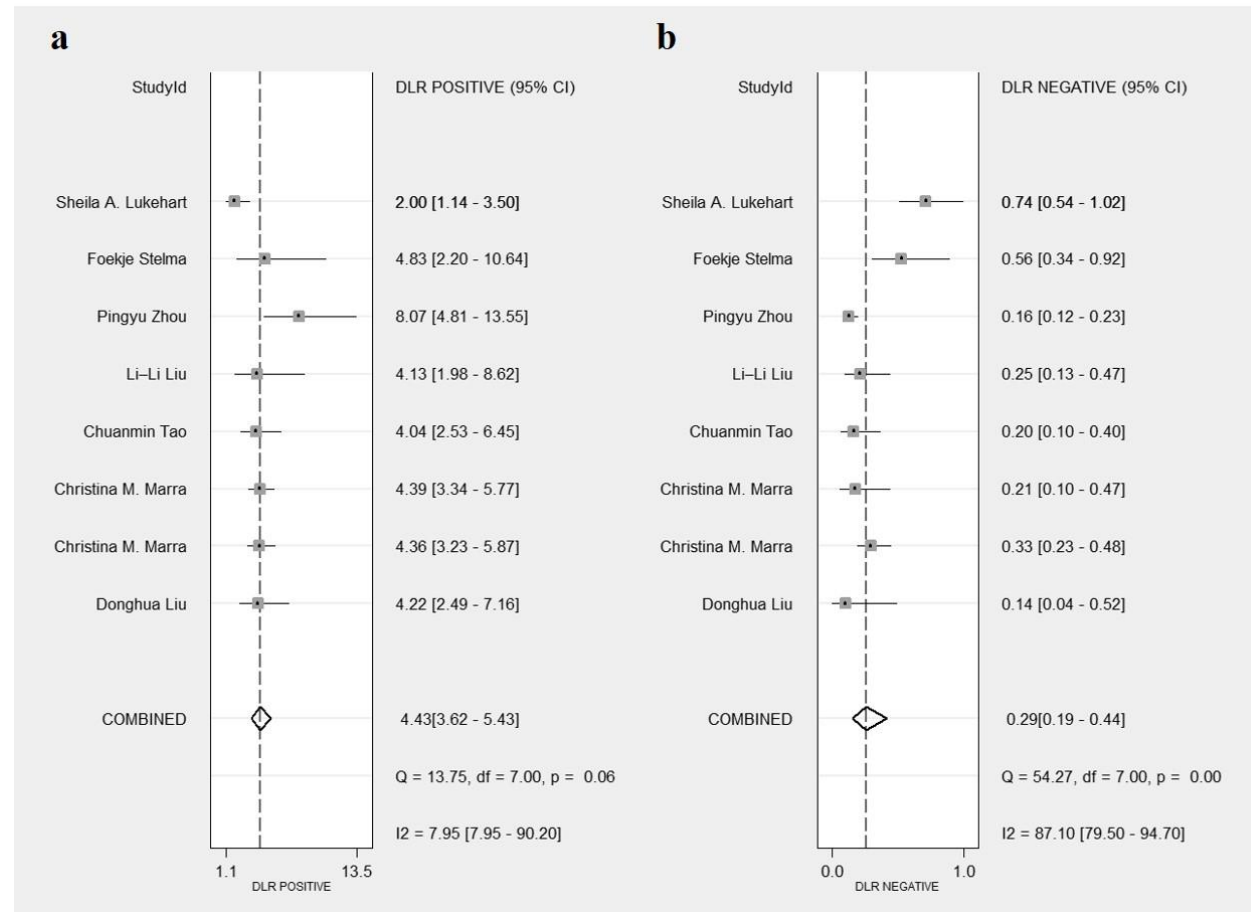 a
StudyId DLR POSITIVE (95% CI)
Sheila A. Lukehart 2.00 [1.14 - 3.50]
Foekje Stelma 4.83 [2.20 - 10.64]
Pingyu Zhou 8.07 [4.81 - 13.55]
Li–Li Liu 4.13 [1.98 - 8.62]
Chuanmin Tao 4.04 [2.53 - 6.45]
Christina M. Marra 4.39 [3.34 - 5.77]
Christina M. Marra 4.36 [3.23 - 5.87]
Donghua Liu 4.22 [2.49 - 7.16]
COMBINED 4.43[3.62 - 5.43]
Q = 13.75, df = 7.00, p = 0.06
I2 = 7.95 [7.95 - 90.20]
1.1 13.5
DLR POSITIVE
b
StudyId DLR NEGATIVE (95% CI)
Sheila A. Lukehart 0.74 [0.54 - 1.02]
Foekje Stelma 0.56 [0.34 - 0.92]
Pingyu Zhou 0.16 [0.12 - 0.23]
Li–Li Liu 0.25 [0.13 - 0.47]
Chuanmin Tao 0.20 [0.10 - 0.40]
Christina M. Marra 0.21 [0.10 - 0.47]
Christina M. Marra 0.33 [0.23 - 0.48]
Donghua Liu 0.14 [0.04 - 0.52]
COMBINED 0.29[0.19 - 0.44]
Q = 54.27, df = 7.00, p = 0.00
I2 = 87.10 [79.50 - 94.70]
0.0 1.0
DLR NEGATIVE